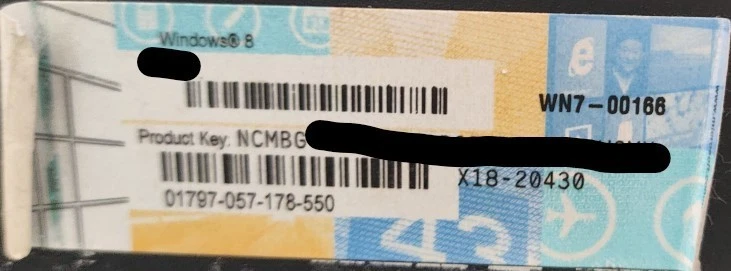 Windows® 8
WN7-00166
Product Key: NCMBG
X18-20430
01797-057-178-550